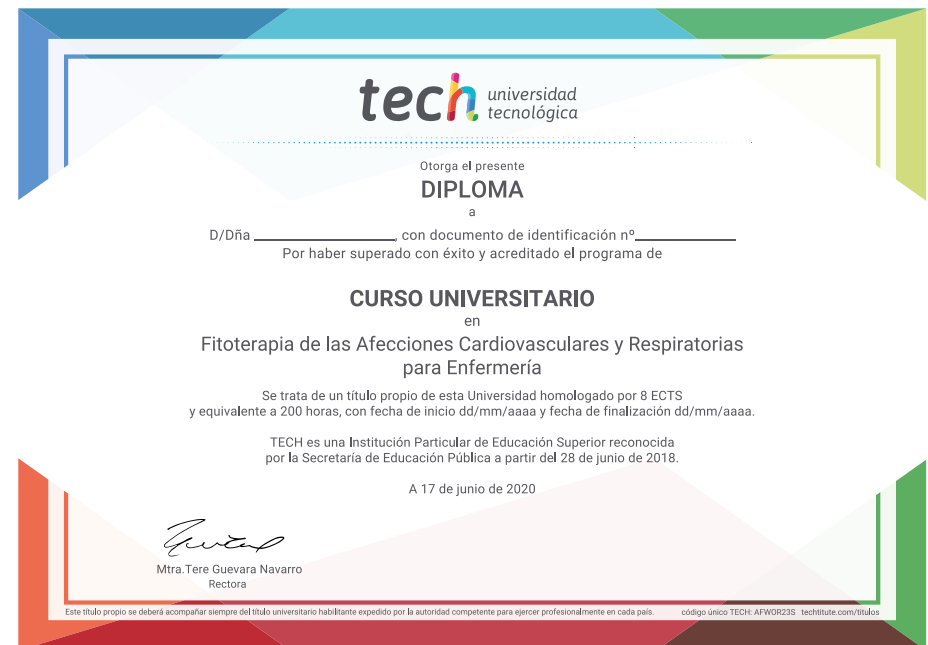 tech universidad
tecnológica
Otorga el presente
DIPLOMA
a
D/Dña ____________________, con documento de identificación nº______________
Por haber superado con éxito y acreditado el programa de
CURSO UNIVERSITARIO
en
Fitoterapia de las Afecciones Cardiovasculares y Respiratorias
para Enfermería
Se trata de un título propio de esta Universidad homologado por 8 ECTS
y equivalente a 200 horas, con fecha de inicio dd/mm/aaaa y fecha de finalización dd/mm/aaaa.
TECH es una Institución Particular de Educación Superior reconocida
por la Secretaría de Educación Pública a partir del 28 de junio de 2018.
A 17 de junio de 2020
Mtra.Tere Guevara Navarro
Rectora
Este título propio se deberá acompañar siempre del título universitario habilitante expedido por la autoridad competente para ejercer profesionalmente en cada país. código único TECH: AFWOR23S techtitute.com/titulos